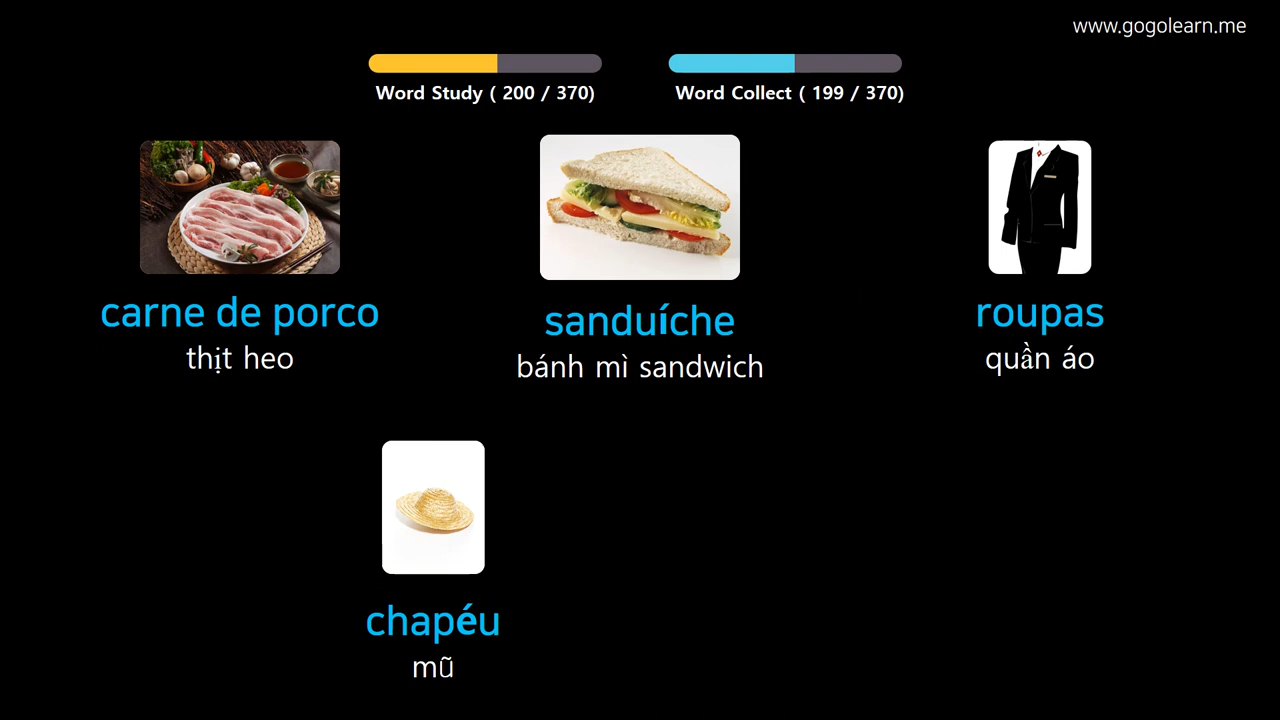 www.gogolearn.me
Word Study ( 200 / 370)
Word Collect ( 199 / 370)
carne de porco
thịt heo
sanduíche
bánh mì sandwich
roupas
quần áo
chapéu
mũ